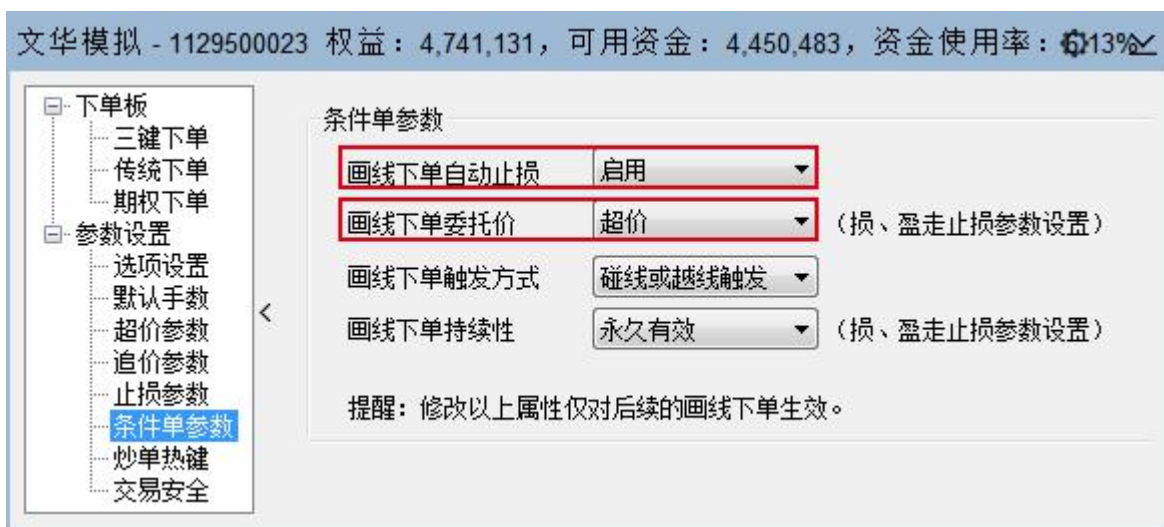 文华模拟 - 1129500023 权益：4,741,131，可用资金：4,450,483，资金使用率：6.13%
下单板
三键下单
传统下单
期权下单
参数设置
选项设置
默认手数
超价参数
追价参数
止损参数
条件单参数
炒单热键
交易安全
条件单参数
画线下单自动止损 启用
画线下单委托价 超价 (损、盈走止损参数设置)
画线下单触发方式 碰线或越线触发
画线下单持续性 永久有效 (损、盈走止损参数设置)
提醒：修改以上属性仅对后续的画线下单生效。